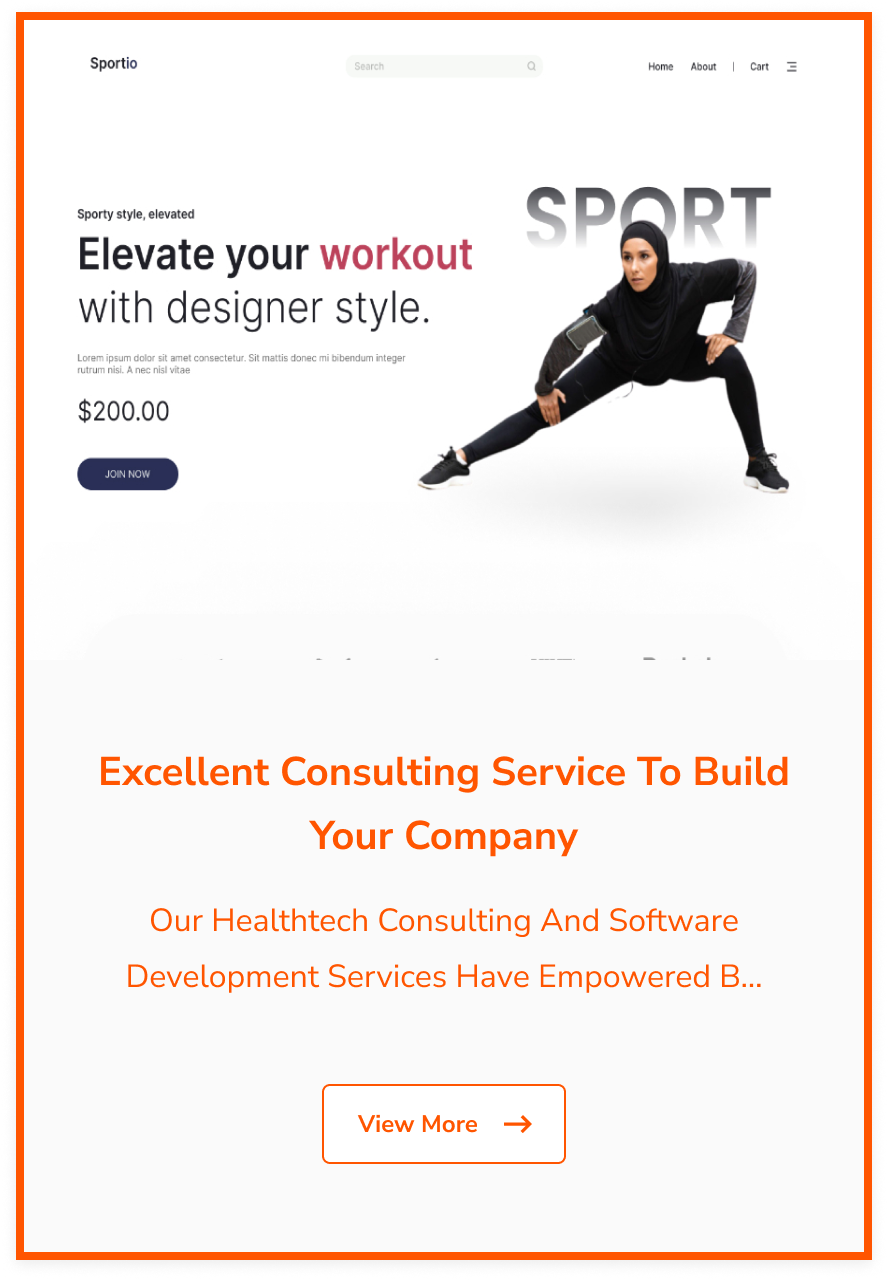 Sportio
Search
Home About | Cart
SPORT
Sporty style, elevated
Elevate your workout
with designer style.
Lorem ipsum dolor sit amet consectetur. Sit mattis donec mi bibendum integer
rutrum nisi. A nec nisl vitae
$200.00
JOIN NOW
Excellent Consulting Service To Build
Your Company
Our Healthtech Consulting And Software
Development Services Have Empowered B...
View More →